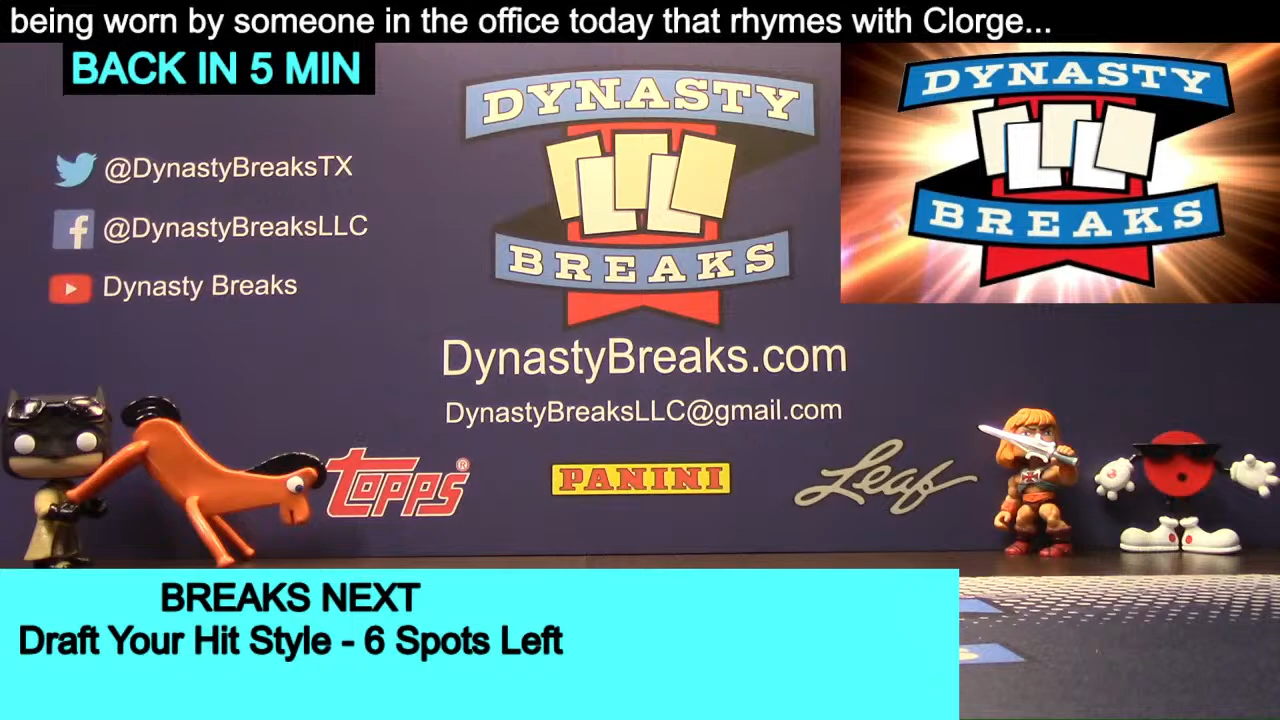 being worn by someone in the office today that rhymes with Clorge...
BACK IN 5 MIN
@DynastyBreaksTX
@DynastyBreaksLLC
Dynasty Breaks
DYNASTY
BREAKS
DynastyBreaks.com
DynastyBreaksLLC@gmail.com
DYNASTY
BREAKS
TOPPS®
PANINI
Leaf
BREAKS NEXT
Draft Your Hit Style - 6 Spots Left